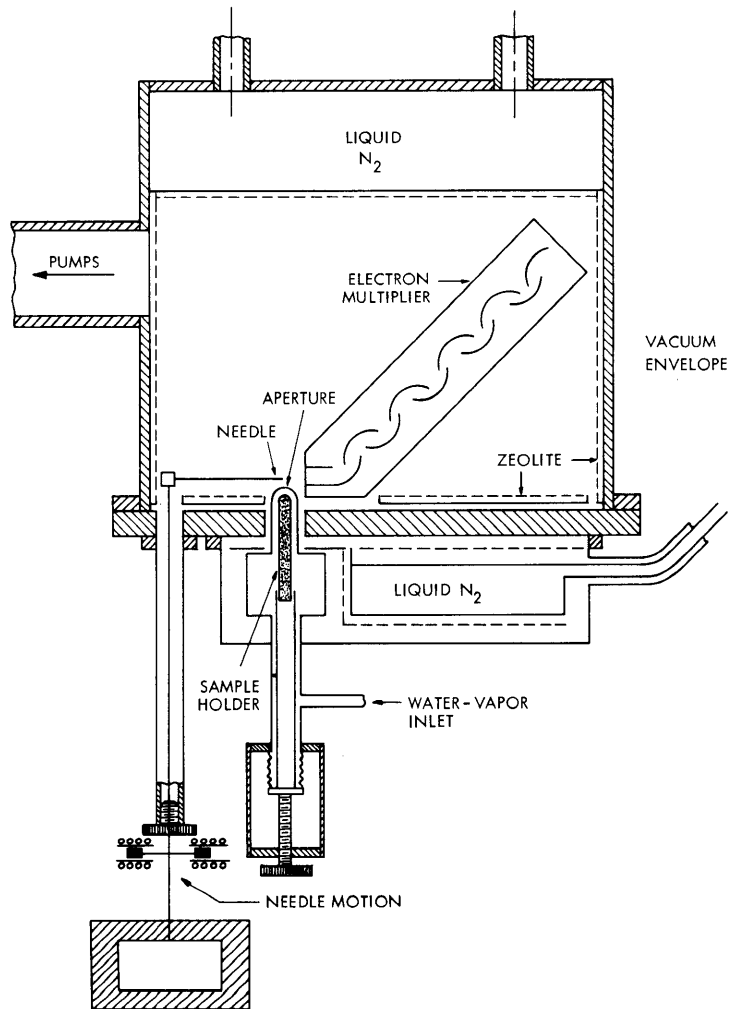 LIQUID
N2
PUMPS
ELECTRON
MULTIPLIER
VACUUM
ENVELOPE
APERTURE
NEEDLE
ZEOLITE
LIQUID N2
SAMPLE
HOLDER
WATER-VAPOR
INLET
NEEDLE MOTION